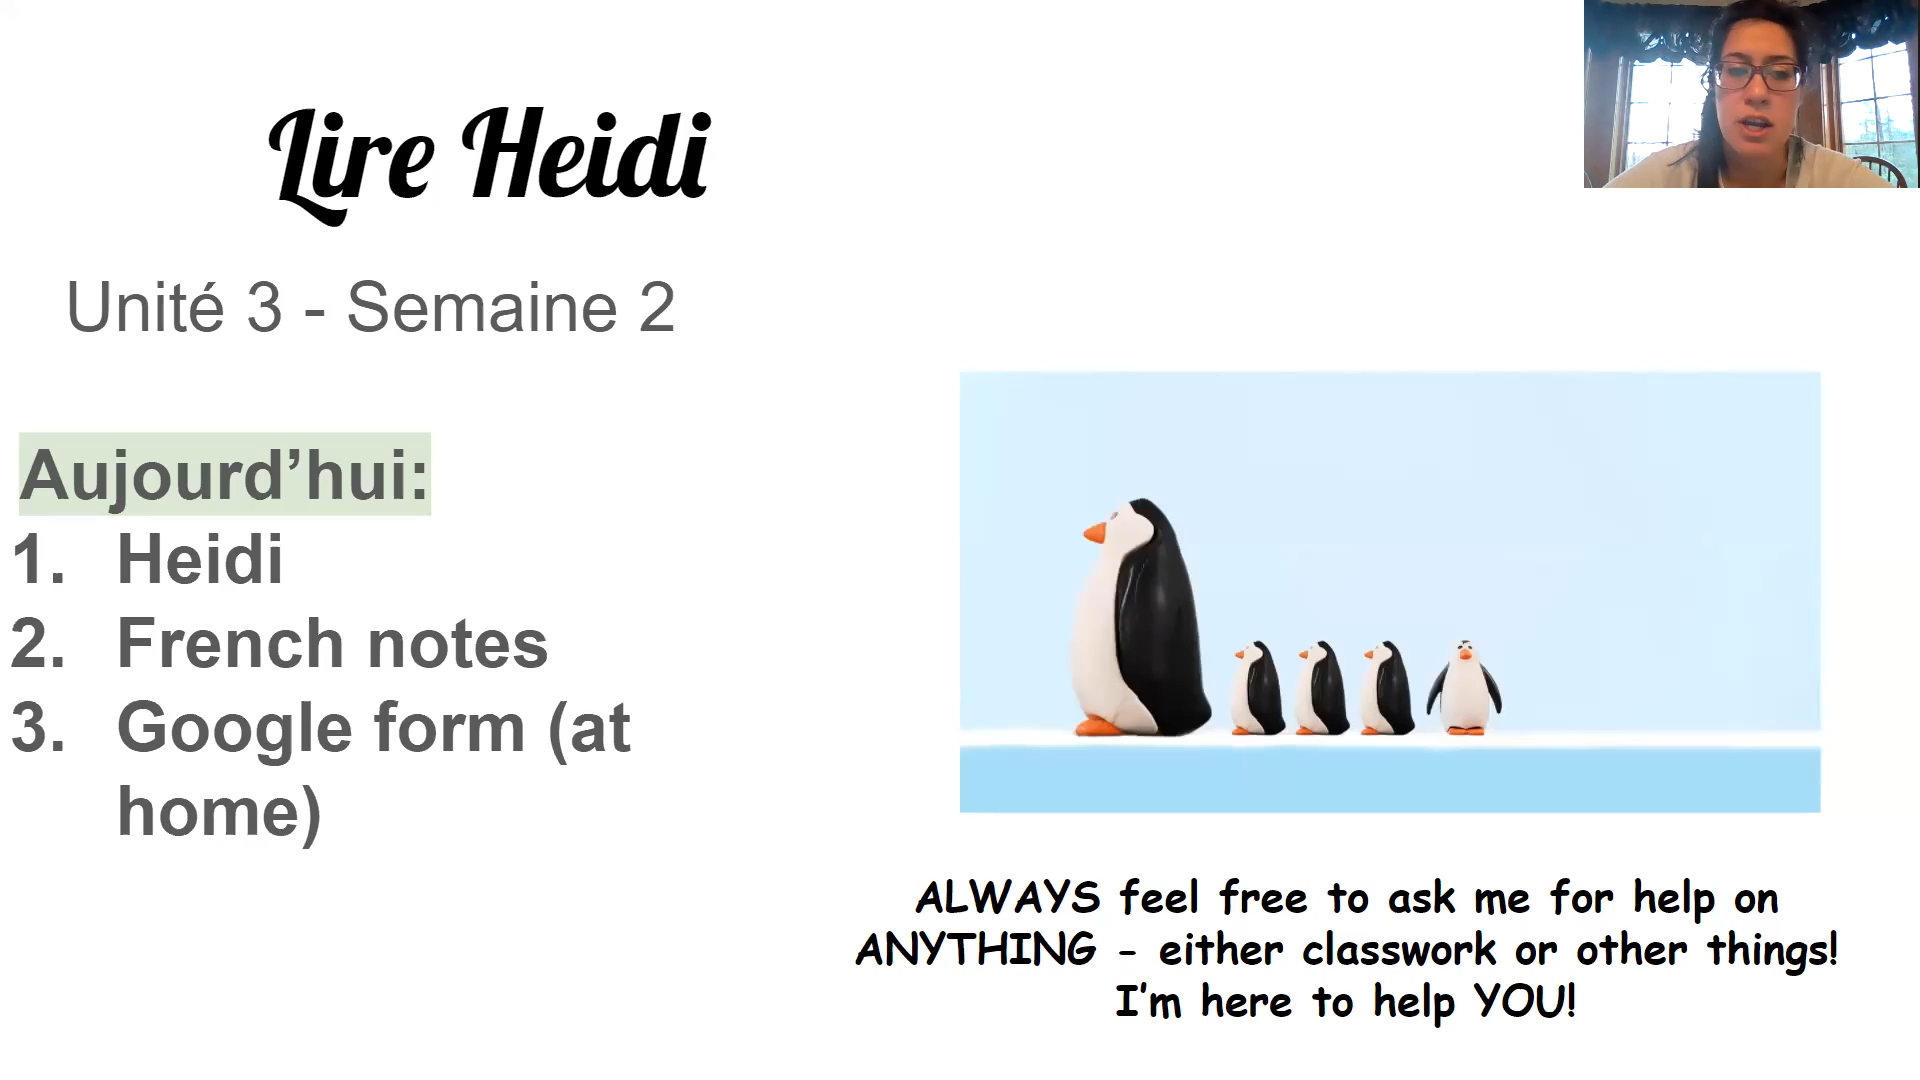 Lire Heidi
Unité 3 - Semaine 2
Aujourd’hui:
1. Heidi
2. French notes
3. Google form (at
home)
ALWAYS feel free to ask me for help on
ANYTHING - either classwork or other things!
I’m here to help YOU!